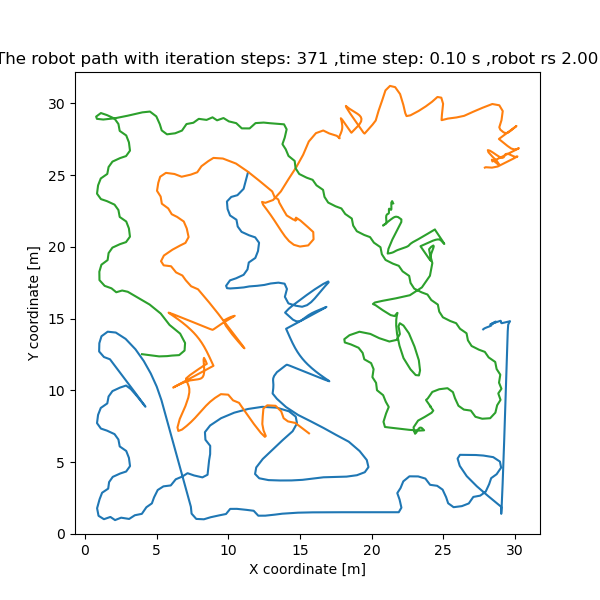 The robot path with iteration steps: 371 ,time step: 0.10 s ,robot rs 2.00
30
25
20
15
10
5
0
Y coordinate [m]
0 5 10 15 20 25 30
X coordinate [m]